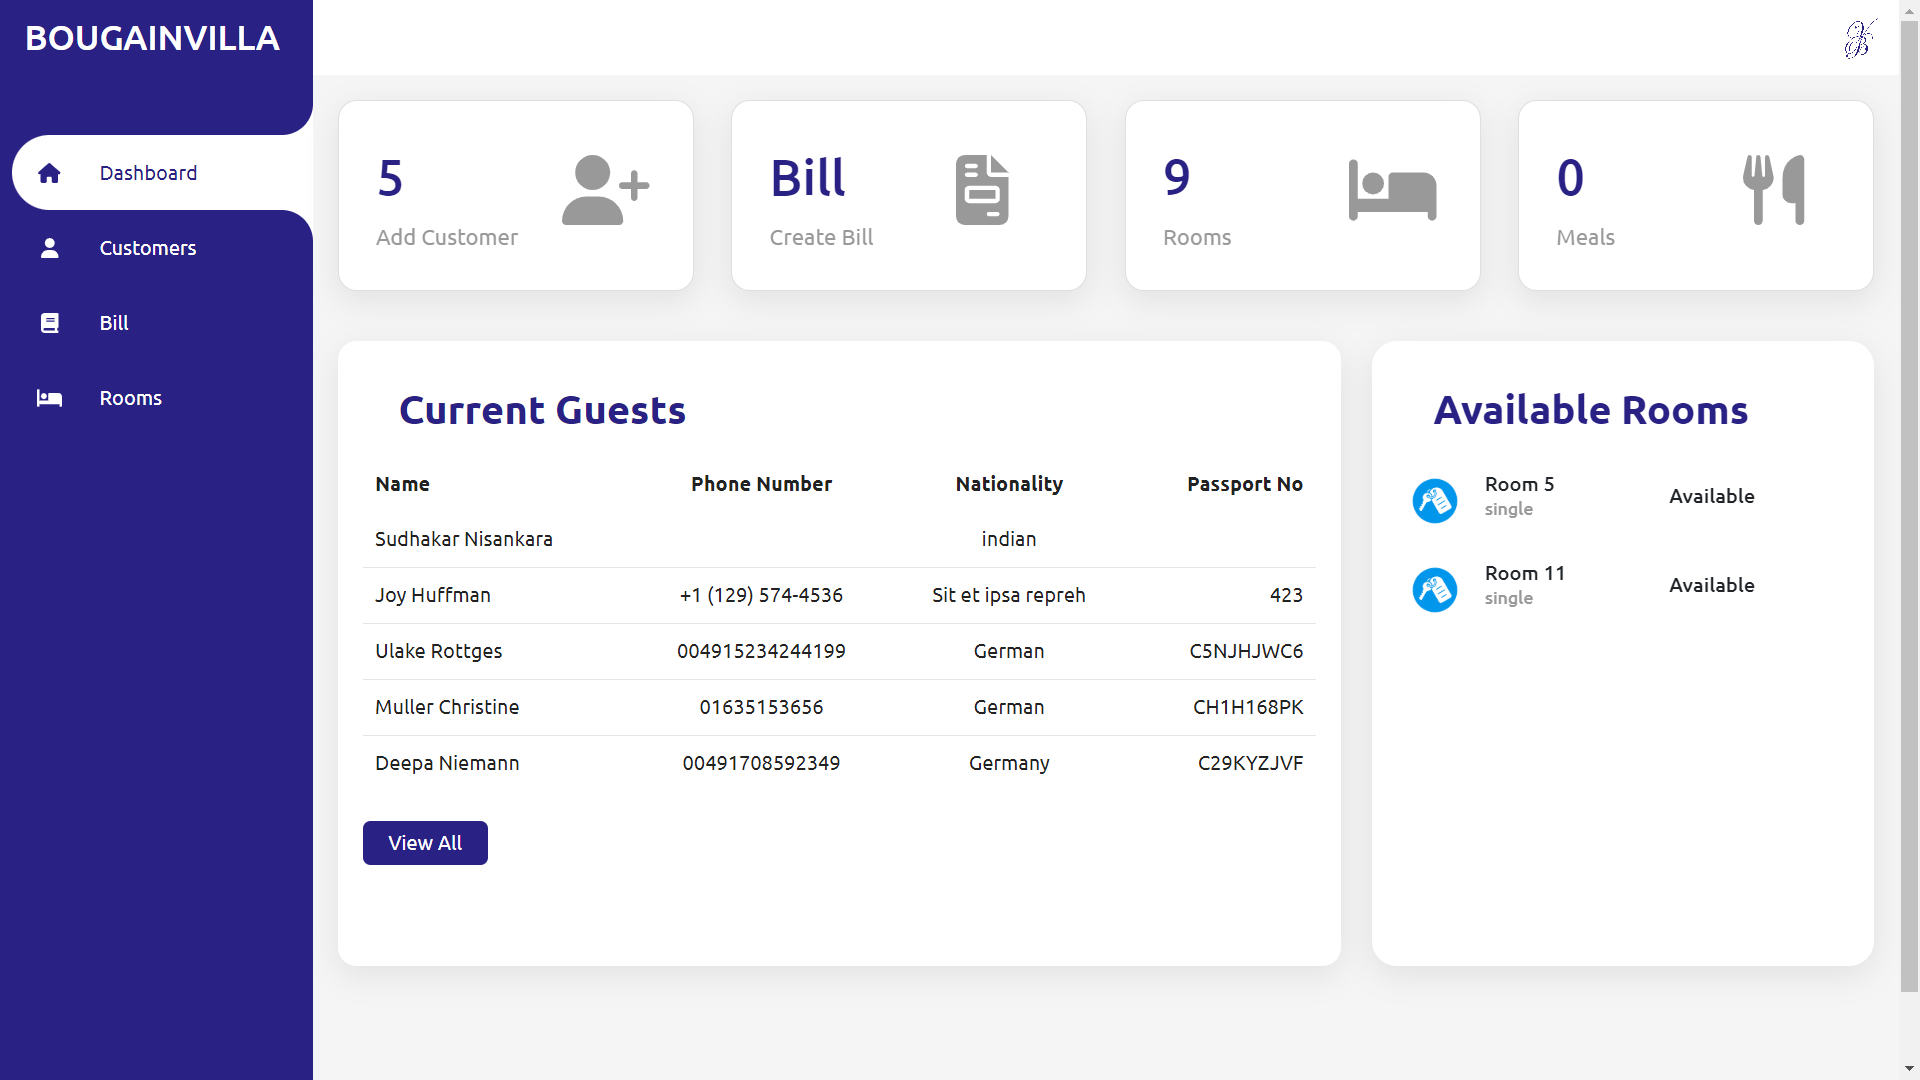 BOUGAINVILLA
Dashboard
Customers
Bill
Rooms
5
Add Customer
Bill
Create Bill
9
Rooms
0
Meals
Current Guests
Name Phone Number Nationality Passport No
Sudhakar Nisankara indian
Joy Huffman +1 (129) 574-4536 Sit et ipsa repreh 423
Ulake Rottges 004915234244199 German C5NJHJWC6
Muller Christine 01635153656 German CH1H168PK
Deepa Niemann 00491708592349 Germany C29KYZJVF
View All
Available Rooms
Room 5 Available
single
Room 11 Available
single